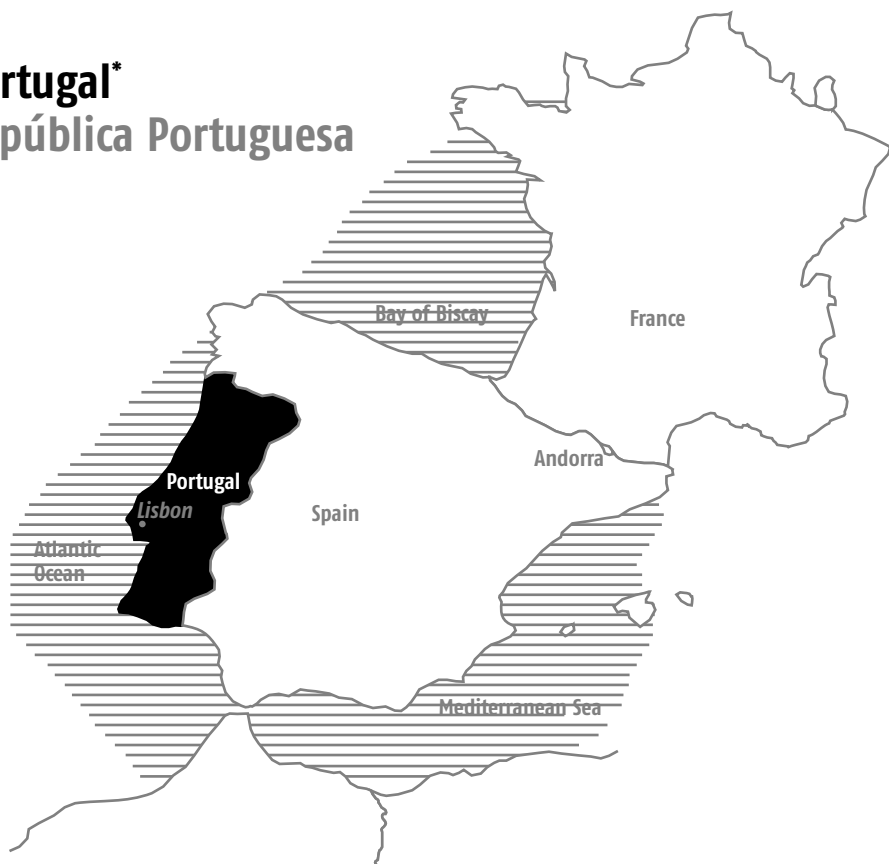 rtugal*
pública Portuguesa
Bay of Biscay
France
Andorra
Portugal
Lisbon
Spain
Atlantic
Ocean
Mediterranean Sea